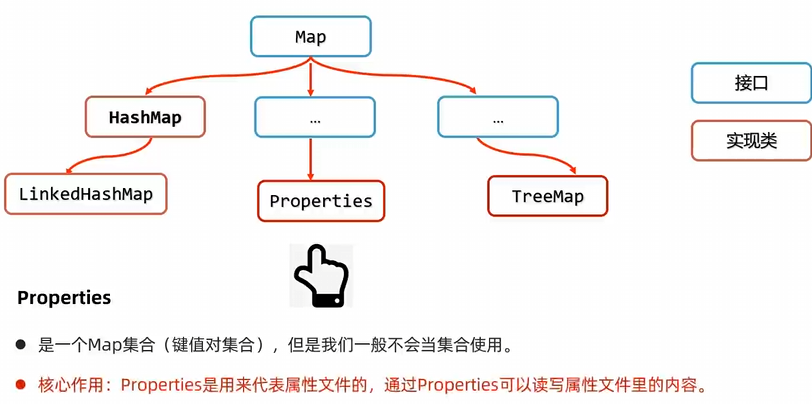 Map
接口
HashMap
...
...
实现类
LinkedHashMap
Properties
TreeMap
Properties
● 是一个Map集合（键值对集合），但是我们一般不会当集合使用。
● 核心作用：Properties是用来代表属性文件的，通过Properties可以读写属性文件里的内容。